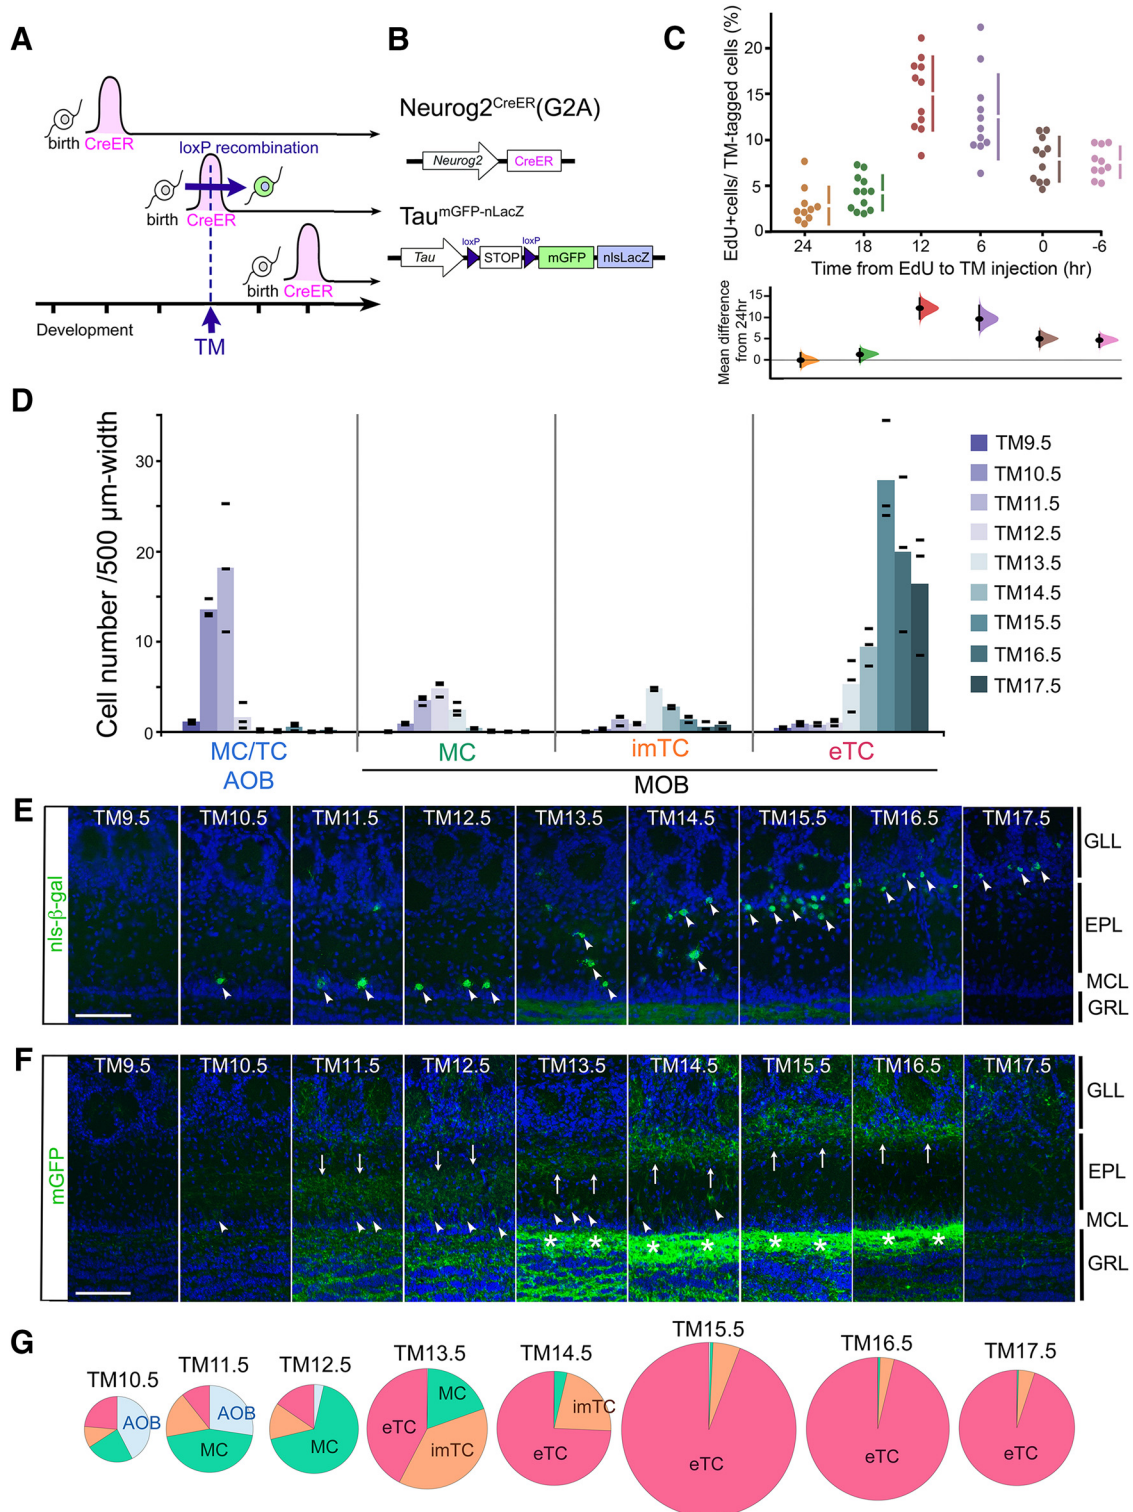 A
birth CreER
loxP recombination
birth CreER
birth CreER
Development
TM
B
Neurog2CreER(G2A)
Neurog2 CreER
TaumGFP-nLacZ
loxP loxP
Tau STOP mGFP nlsLacZ
C
EdU+cells/ TM-tagged cells (%)
20
15
10
5
0
24 18 12 6 0 -6
Time from EdU to TM injection (hr)
Mean difference
from 24hr
15
10
5
0
24 18 12 6 0 -6
D
Cell number /500 µm-width
30
20
10
0
MC/TC
AOB
MC imTC eTC
MOB
TM9.5
TM10.5
TM11.5
TM12.5
TM13.5
TM14.5
TM15.5
TM16.5
TM17.5
E
nls-β-gal
TM9.5 TM10.5 TM11.5 TM12.5 TM13.5 TM14.5 TM15.5 TM16.5 TM17.5
GLL
EPL
MCL
GRL
F
mGFP
TM9.5 TM10.5 TM11.5 TM12.5 TM13.5 TM14.5 TM15.5 TM16.5 TM17.5
GLL
EPL
MCL
GRL
* * * * * * * *
G
TM10.5 TM11.5 TM12.5 TM13.5 TM14.5 TM15.5 TM16.5 TM17.5
AOB
AOB MC
MC
MC eTC imTC
imTC eTC
eTC
eTC
eTC